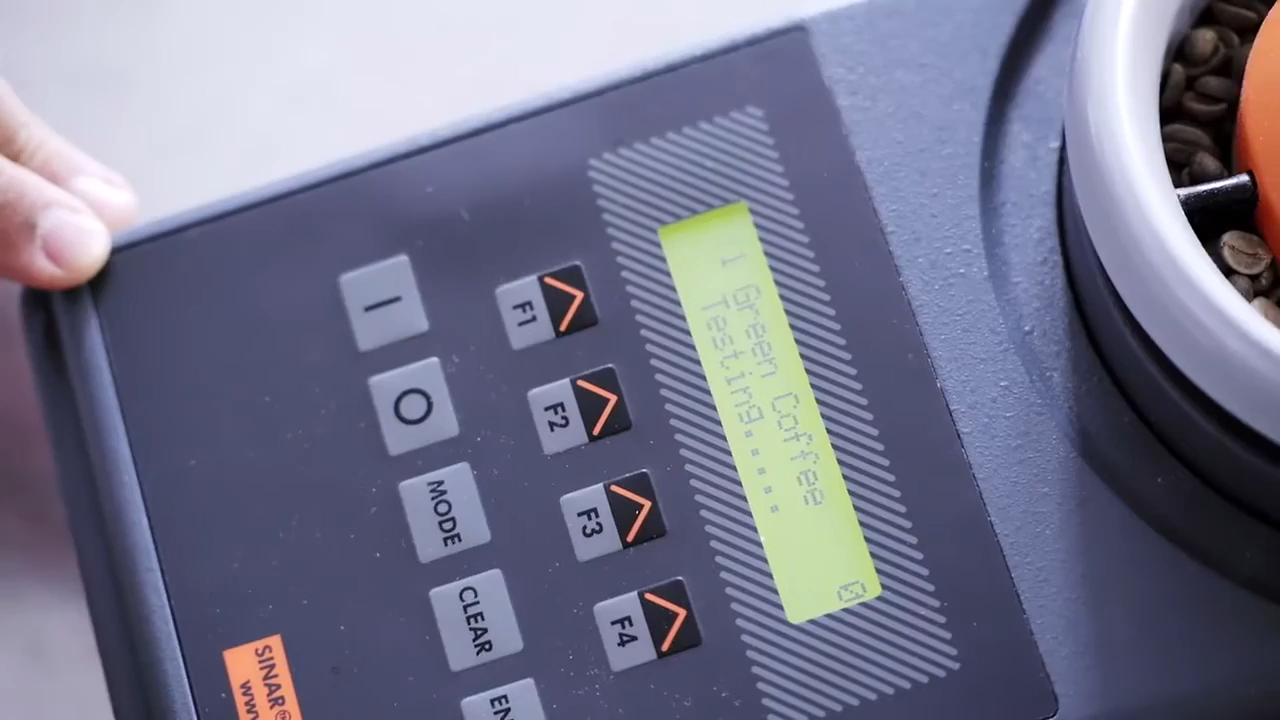 1 Green Coffee
Testing.....
0
F1
F2
F3
F4
I
O
MODE
CLEAR
SINAR